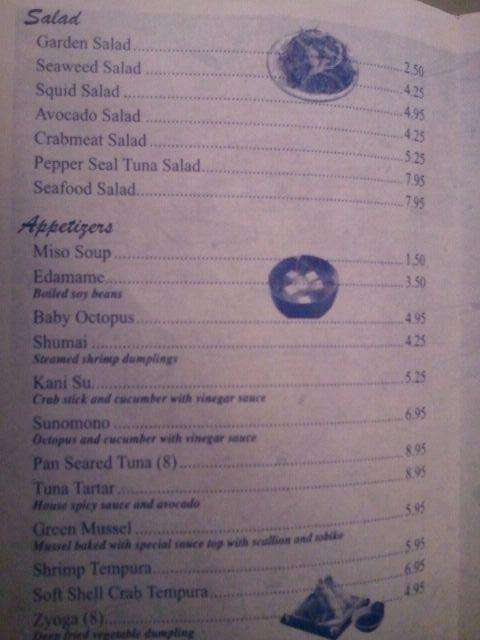 Salad
Garden Salad 2.50
Seaweed Salad 4.25
Squid Salad 4.95
Avocado Salad 4.25
Crabmeat Salad 5.25
Pepper Seal Tuna Salad 7.95
Seafood Salad 7.95
Appetizers
Miso Soup 1.50
Edamame 3.50
Boiled soy beans
Baby Octopus 4.95
Shumai 4.25
Steamed shrimp dumplings
Kani Su 5.25
Crab stick and cucumber with vinegar sauce
Sunomono 6.95
Octopus and cucumber with vinegar sauce
Pan Seared Tuna (8) 8.95
Tuna Tartar 8.95
House spicy sauce and avocado
Green Mussel 5.95
Mussel baked with special sauce top with scallion and tobiko
Shrimp Tempura 5.95
Soft Shell Crab Tempura 6.95
Zyoga (8) 4.95
Deep fried vegetable dumpling